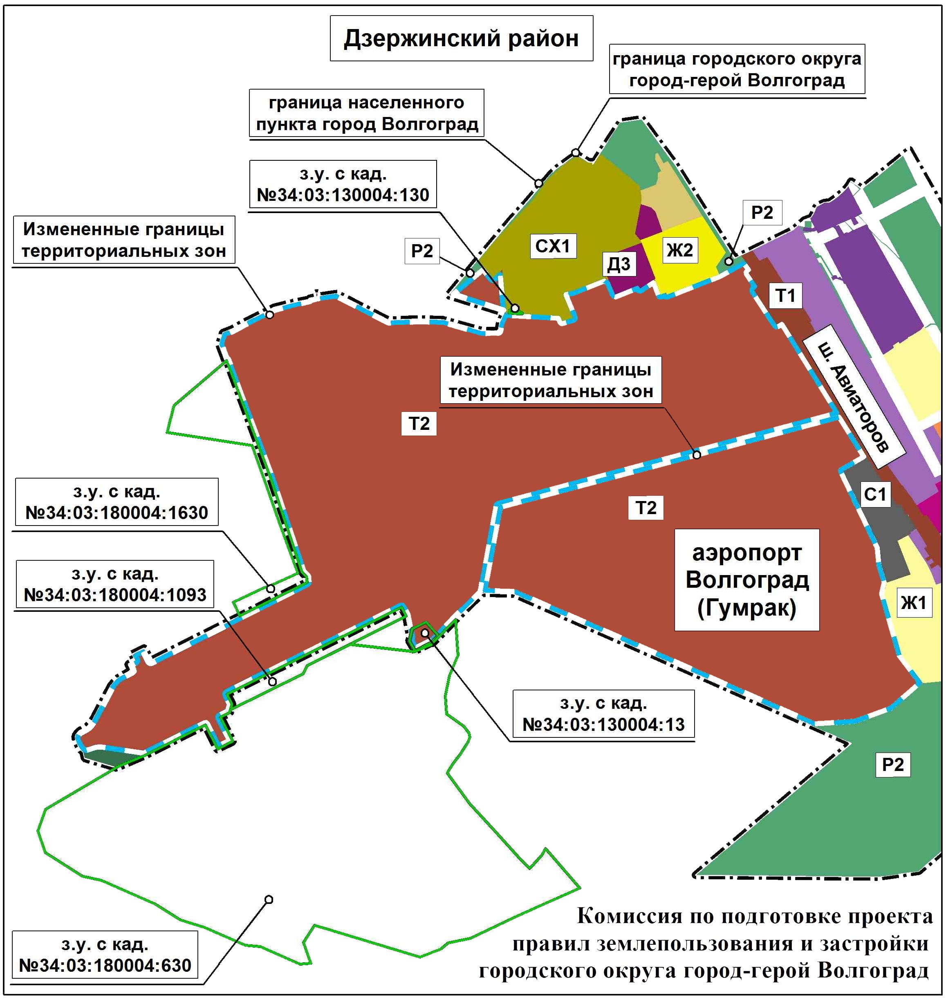 Дзержинский район
граница городского округа
город-герой Волгоград
граница населенного
пункта город Волгоград
з.у. с кад.
№34:03:130004:130
Измененные границы
территориальных зон
Р2
Р2
СХ1
Ж2
Д3
Т1
ш. Авиаторов
Измененные границы
территориальных зон
Т2
Т2
С1
з.у. с кад.
№34:03:180004:1630
аэропорт
Волгоград
(Гумрак)
з.у. с кад.
№34:03:180004:1093
Ж1
з.у. с кад.
№34:03:130004:13
Р2
з.у. с кад.
№34:03:180004:630
Комиссия по подготовке проекта
правил землепользования и застройки
городского округа город-герой Волгоград